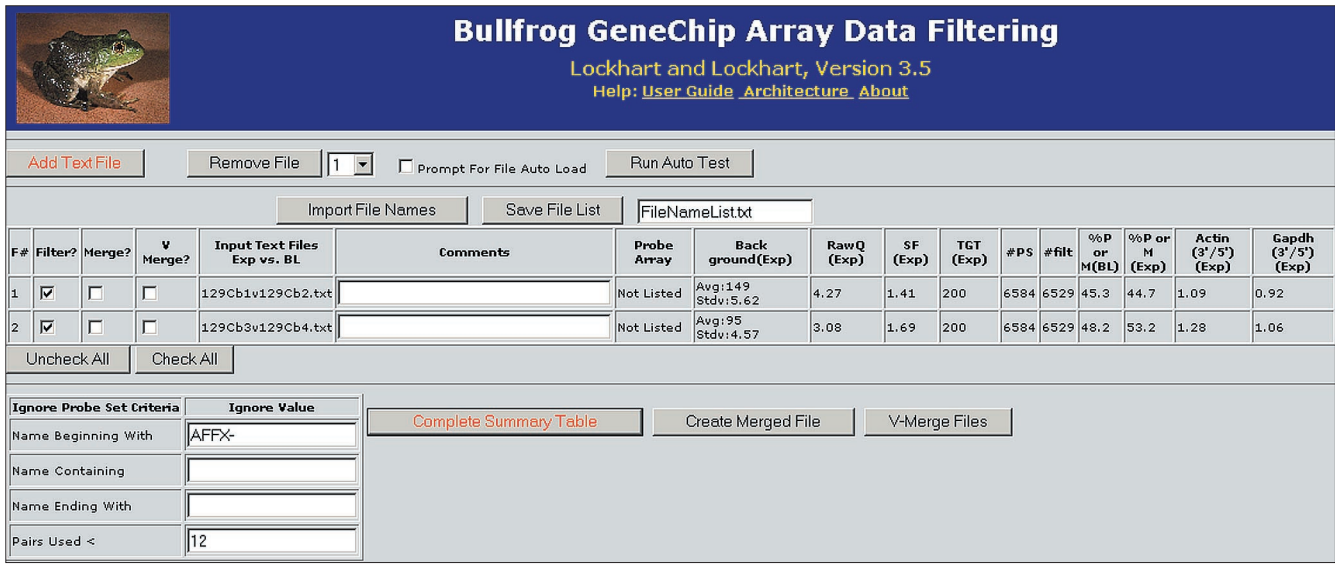 Bullfrog GeneChip Array Data Filtering
Lockhart and Lockhart, Version 3.5
Help: User Guide Architecture About
Add Text File Remove File 1 Prompt For File Auto Load Run Auto Test
Import File Names Save File List FileNameList.txt
F# Filter? Merge? V Merge? Input Text Files Exp vs. BL Comments Probe Array Back ground(Exp) RawQ (Exp) SF (Exp) TGT (Exp) #PS #filt %P or M(BL) %P or M (Exp) Actin (3'/5') (Exp) Gapdh (3'/5') (Exp)
1 129Cb1v129Cb2.txt Not Listed Avg:149 Stdv:5.62 4.27 1.41 200 6584 6529 45.3 44.7 1.09 0.92
2 129Cb3v129Cb4.txt Not Listed Avg:95 Stdv:4.57 3.08 1.69 200 6584 6529 48.2 53.2 1.28 1.06
Uncheck All Check All
Ignore Probe Set Criteria Ignore Value
Name Beginning With AFFX-
Name Containing
Name Ending With
Pairs Used < 12
Complete Summary Table Create Merged File V-Merge Files